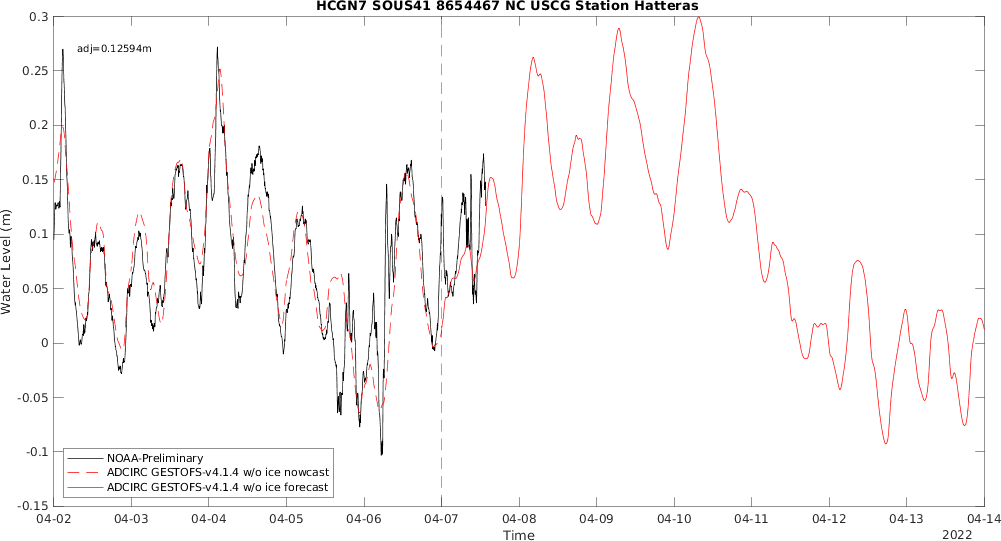 HCGN7 SOUS41 8654467 NC USCG Station Hatteras
adj=0.12594m
0.3
0.25
0.2
0.15
0.1
0.05
0
-0.05
-0.1
-0.15
Water Level (m)
NOAA-Preliminary
ADCIRC GESTOFS-v4.1.4 w/o ice nowcast
ADCIRC GESTOFS-v4.1.4 w/o ice forecast
04-02 04-03 04-04 04-05 04-06 04-07 04-08 04-09 04-10 04-11 04-12 04-13 04-14
Time
2022